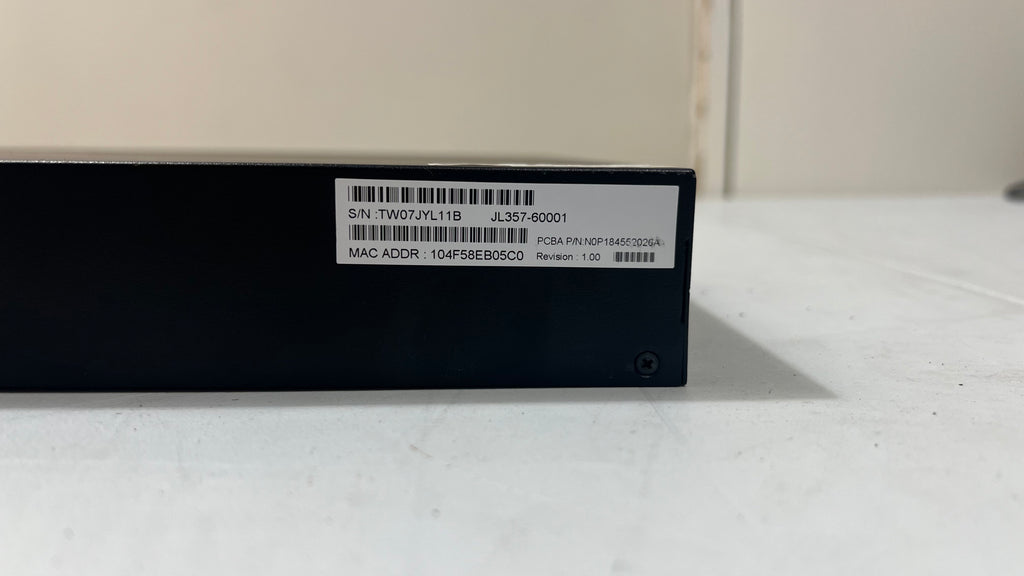 S/N :TW07JYL11B JL357-60001
MAC ADDR : 104F58EB05C0
PCBA P/N:N0P184552026A
Revision : 1.00